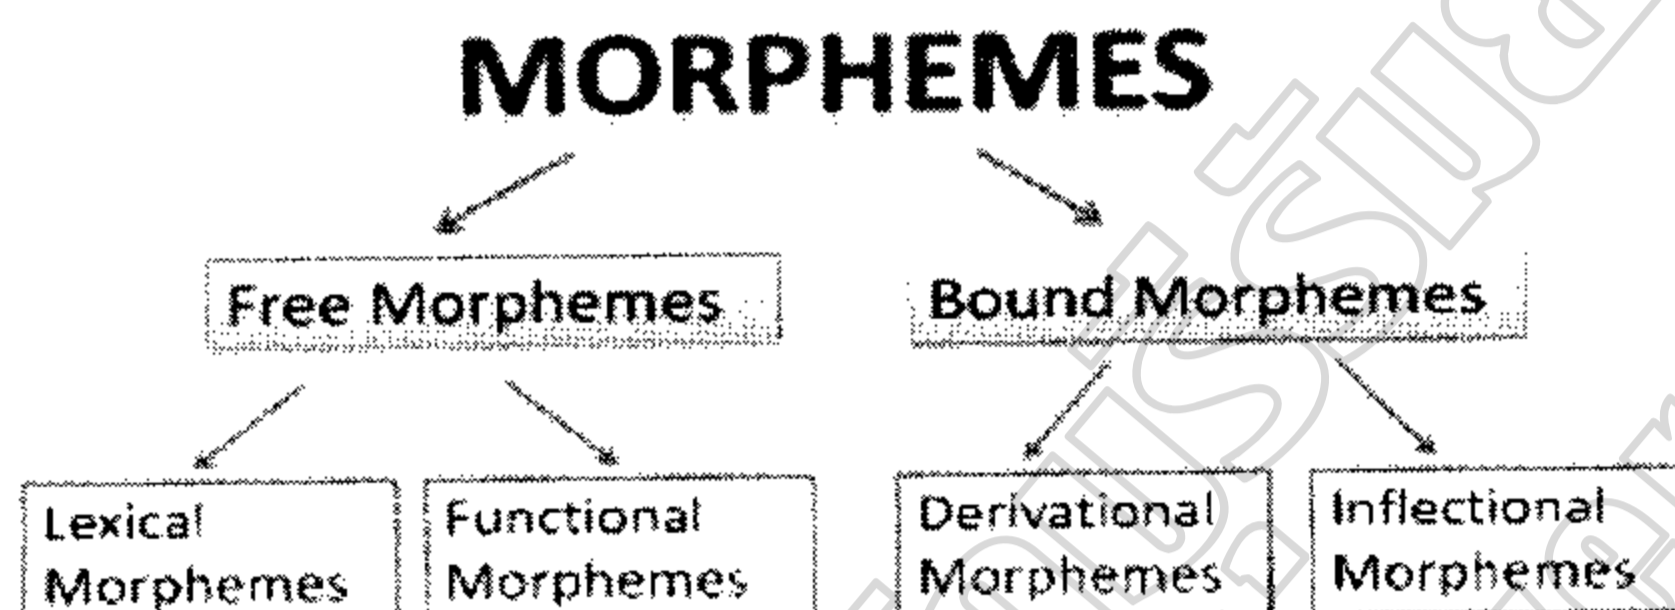 MORPHEMES
Free Morphemes
Bound Morphemes
Lexical
Morphemes
Functional
Morphemes
Derivational
Morphemes
Inflectional
Morphemes